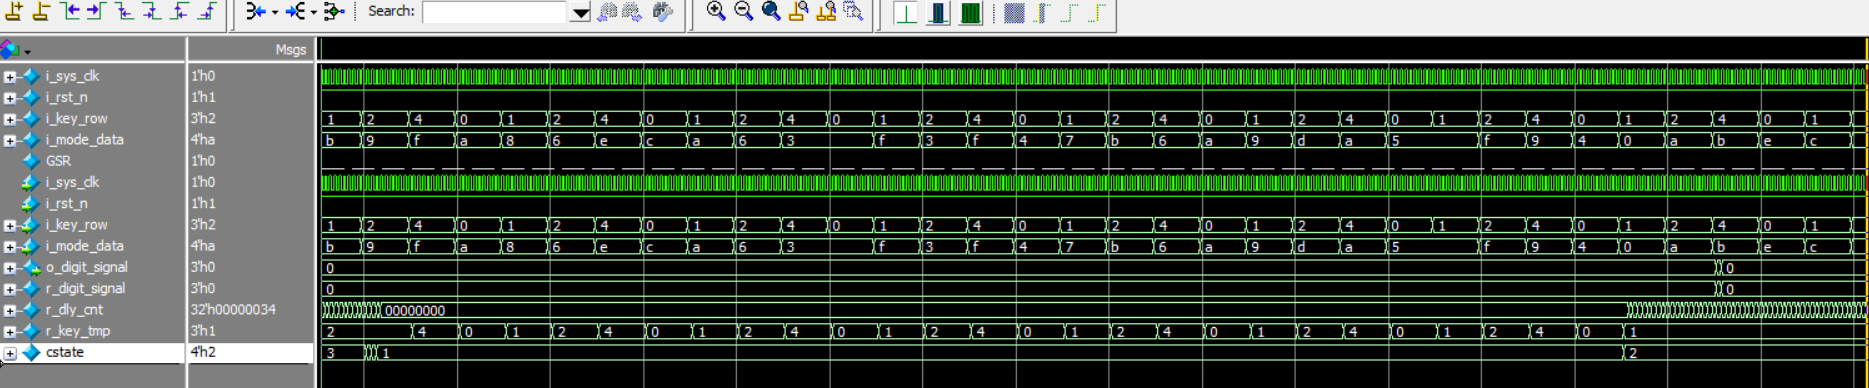 Search:
Msgs
i_sys_clk 1'h0
i_rst_n 1'h1
i_key_row 3'h2 1 2 4 0 1 2 4 0 1 2 4 0 1 2 4 0 1 2 4 0 1 2 4 0 1 2 4 0 1 2 4 0 1
i_mode_data 4'ha b 9 f a 8 6 e c a 6 3 f 3 f 4 7 b 6 a 9 d a 5 f 9 4 0 a b e c
GSR 1'h0
i_sys_clk 1'h0
i_rst_n 1'h1
i_key_row 3'h2 1 2 4 0 1 2 4 0 1 2 4 0 1 2 4 0 1 2 4 0 1 2 4 0 1 2 4 0 1 2 4 0 1
i_mode_data 4'ha b 9 f a 8 6 e c a 6 3 f 3 f 4 7 b 6 a 9 d a 5 f 9 4 0 a b e c
o_digit_signal 3'h0 0 0
r_digit_signal 3'h0 0 0
r_dly_cnt 32'h00000034 00000000
r_key_tmp 3'h1 2 4 0 1 2 4 0 1 2 4 0 1 2 4 0 1 2 4 0 1 2 4 0 1 2 4 0 1
cstate 4'h2 3 1 2